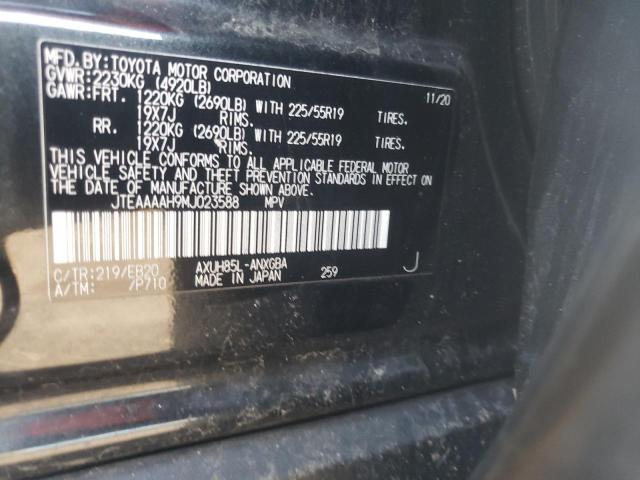 MFD.BY:TOYOTA MOTOR CORPORATION 11/20
GVWR:2230KG (4920LB)
GAWR:FRT. 1220KG (2690LB) WITH 225/55R19 TIRES.
19X7J RIMS.
RR. 1220KG (2690LB) WITH 225/55R19 TIRES.
19X7J RIMS.
THIS VEHICLE CONFORMS TO ALL APPLICABLE FEDERAL MOTOR
VEHICLE SAFETY AND THEFT PREVENTION STANDARDS IN EFFECT ON
THE DATE OF MANUFACTURE SHOWN ABOVE.
JTEAAAAH9MJ023588 MPV
C/TR:219/EB20 AXUH85L-ANXGBA J
A/TM: /P710 MADE IN JAPAN 259